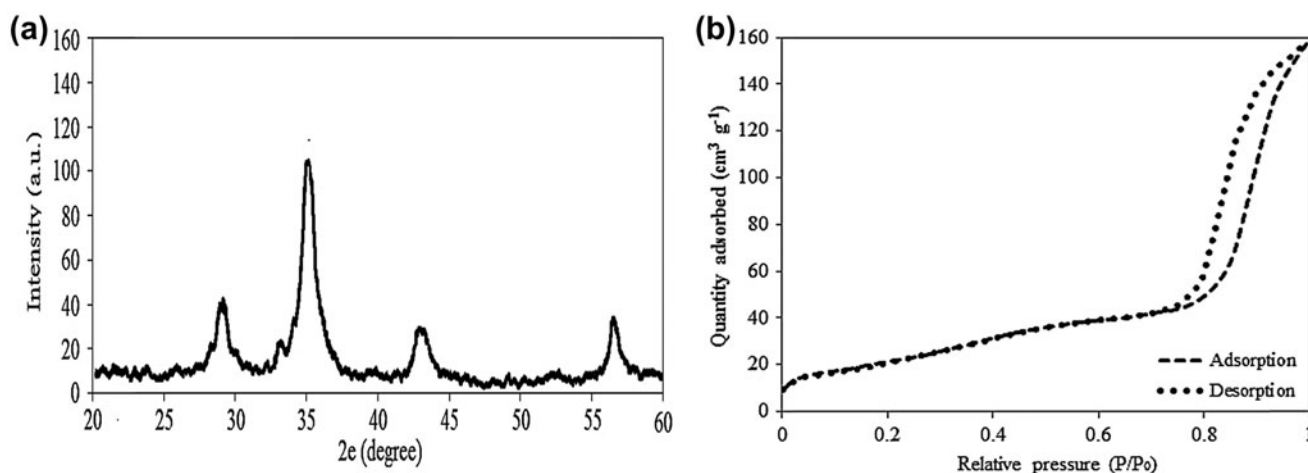 (a)
160
140
120
100
80
60
40
20
0
Intensity (a.u.)
20 25 30 35 40 45 50 55 60
2e (degree)
(b)
160
140
120
100
80
60
40
20
0
Quantity adsorbed (cm³ g⁻¹)
Adsorption
Desorption
0 0.2 0.4 0.6 0.8 1
Relative pressure (P/P₀)